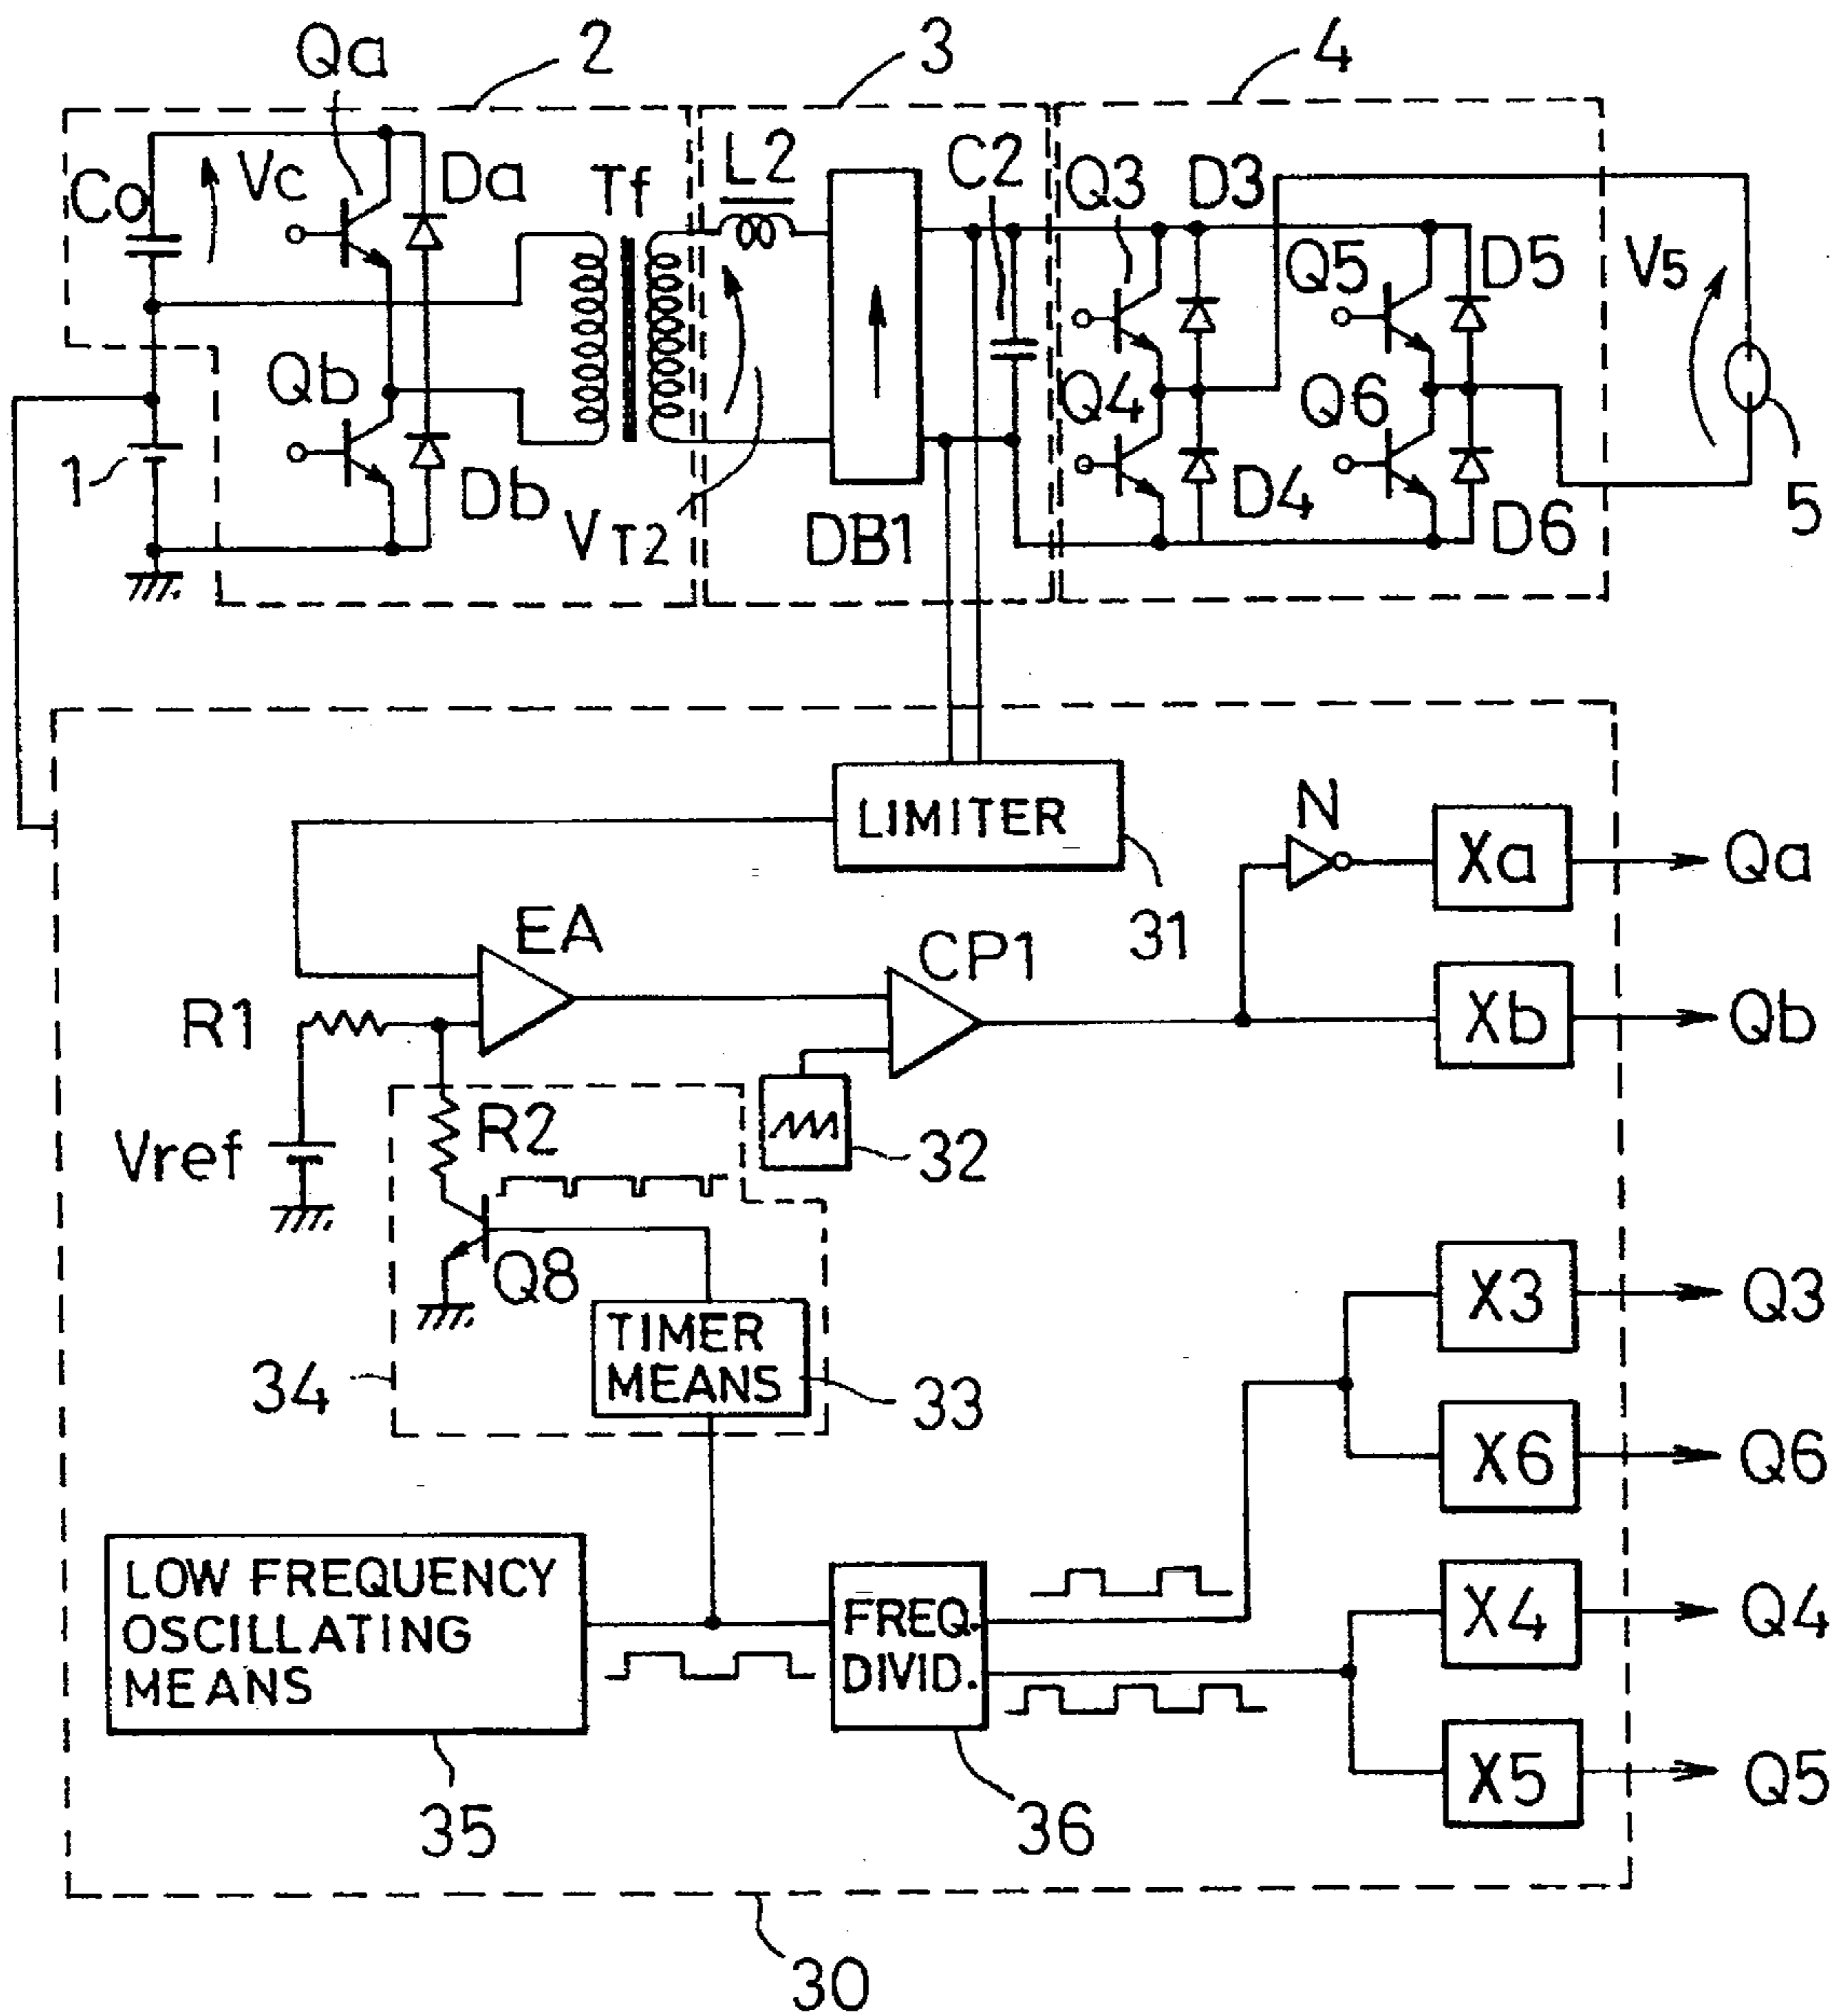 2
3
4
Qa
Co
Vc
Da
Tf
L2
C2
Q3
D3
Q5
D5
V5
Qb
Q4
Q6
1
Db
VT2
DB1
D4
D6
5
LIMITER
N
Xa
Qa
31
EA
CP1
R1
Xb
Qb
R2
Vref
32
Q8
X3
Q3
TIMER
MEANS
34
33
X6
Q6
LOW FREQUENCY
OSCILLATING
MEANS
FREQ.
DIVID.
X4
Q4
X5
Q5
35
36
30